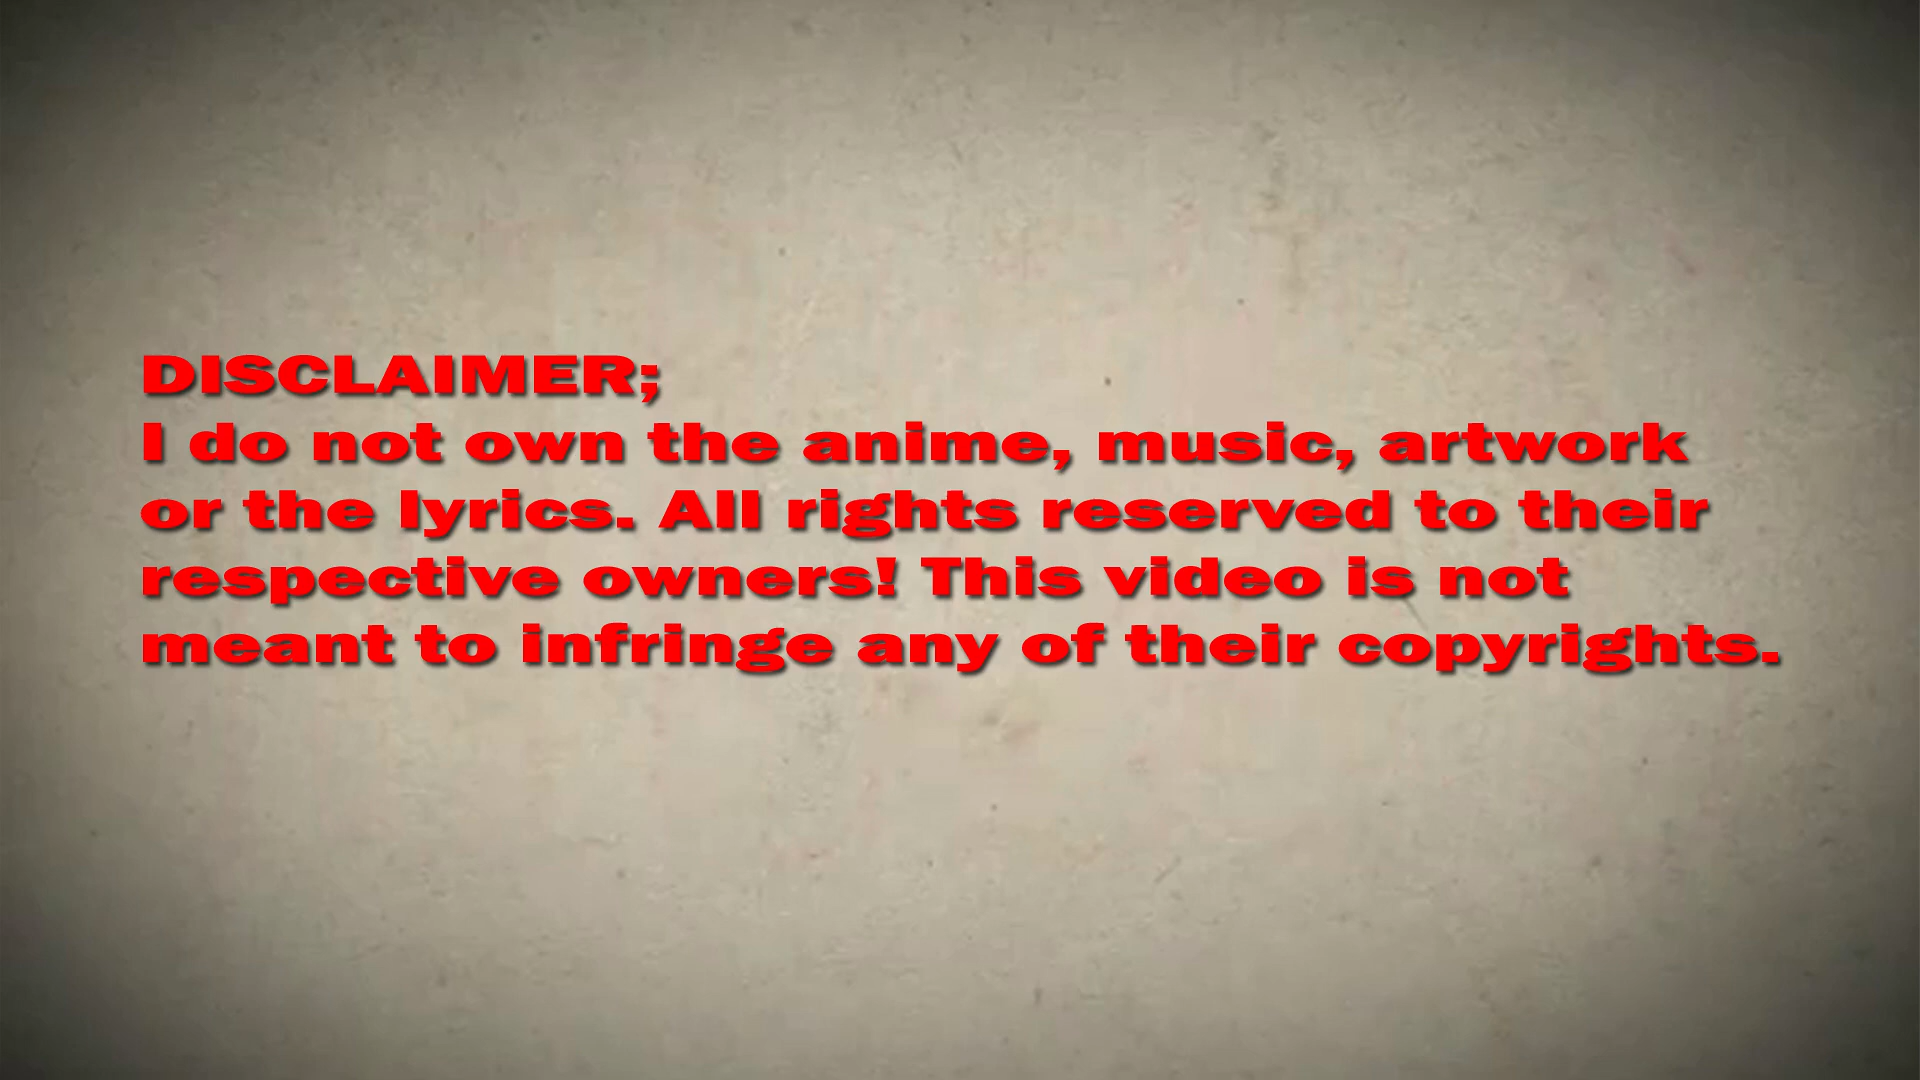 DISCLAIMER;
I do not own the anime, music, artwork
or the lyrics. All rights reserved to their
respective owners! This video is not
meant to infringe any of their copyrights.